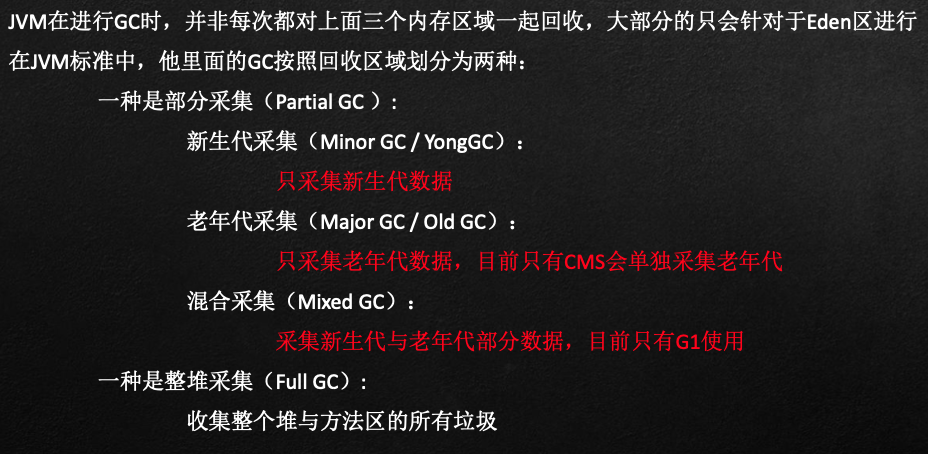 JVM在进行GC时，并非每次都对上面三个内存区域一起回收，大部分的只会针对于Eden区进行
在JVM标准中，他里面的GC按照回收区域划分为两种：
一种是部分采集（Partial GC ）:
新生代采集（Minor GC / YongGC）：
只采集新生代数据
老年代采集（Major GC / Old GC）：
只采集老年代数据，目前只有CMS会单独采集老年代
混合采集（Mixed GC）：
采集新生代与老年代部分数据，目前只有G1使用
一种是整堆采集（Full GC）:
收集整个堆与方法区的所有垃圾